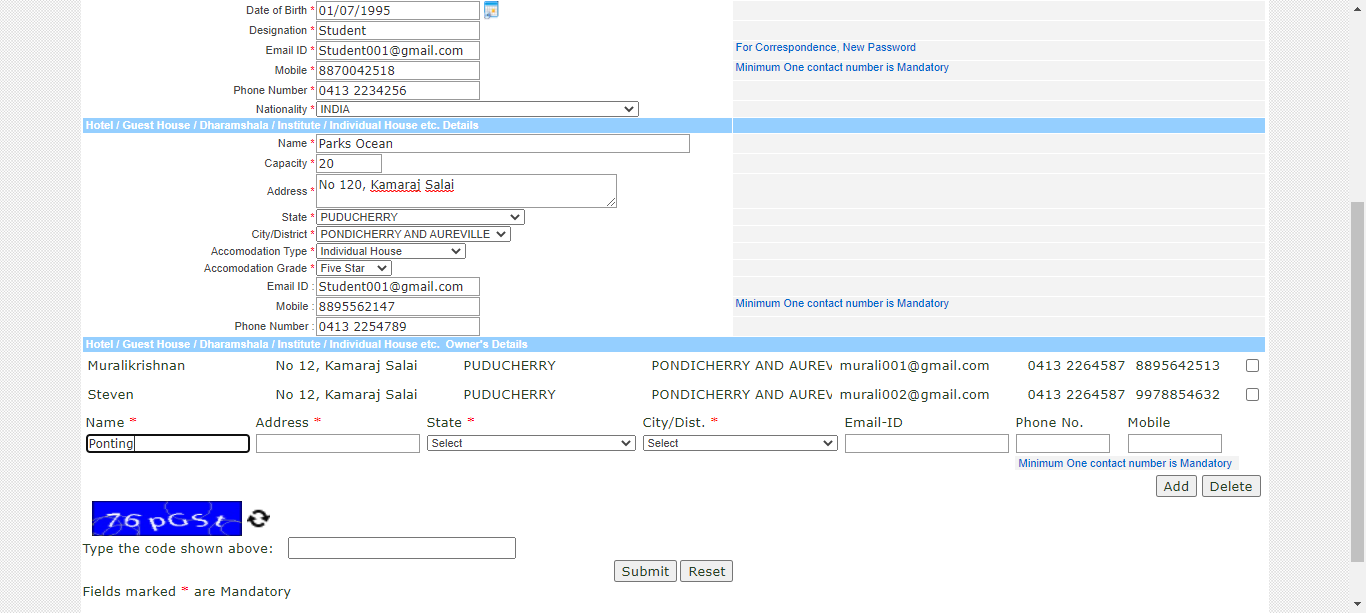 Date of Birth * 01/07/1995
Designation * Student
Email ID * Student001@gmail.com For Correspondence, New Password
Mobile * 8870042518 Minimum One contact number is Mandatory
Phone Number * 0413 2234256
Nationality * INDIA
Hotel / Guest House / Dharamshala / Institute / Individual House etc. Details
Name * Parks Ocean
Capacity * 20
Address * No 120, Kamaraj Salai
State * PUDUCHERRY
City/District * PONDICHERRY AND AUREVILLE
Accomodation Type * Individual House
Accomodation Grade * Five Star
Email ID : Student001@gmail.com
Mobile : 8895562147 Minimum One contact number is Mandatory
Phone Number : 0413 2254789
Hotel / Guest House / Dharamshala / Institute / Individual House etc. Owner's Details
Muralikrishnan No 12, Kamaraj Salai PUDUCHERRY PONDICHERRY AND AUREV murali001@gmail.com 0413 2264587 8895642513
Steven No 12, Kamaraj Salai PUDUCHERRY PONDICHERRY AND AUREV murali002@gmail.com 0413 2264587 9978854632
Name * Address * State * City/Dist. * Email-ID Phone No. Mobile
Ponting Select Select
Minimum One contact number is Mandatory
Add Delete
76pGSt
Type the code shown above:
Submit Reset
Fields marked * are Mandatory